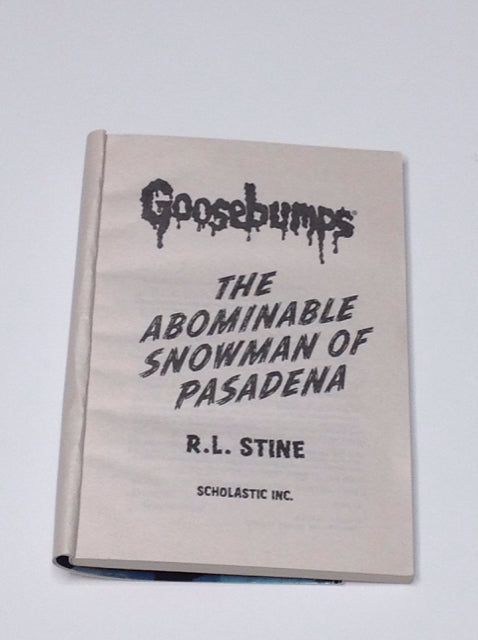 Goosebumps®
THE
ABOMINABLE
SNOWMAN OF
PASADENA
R.L. STINE
SCHOLASTIC INC.